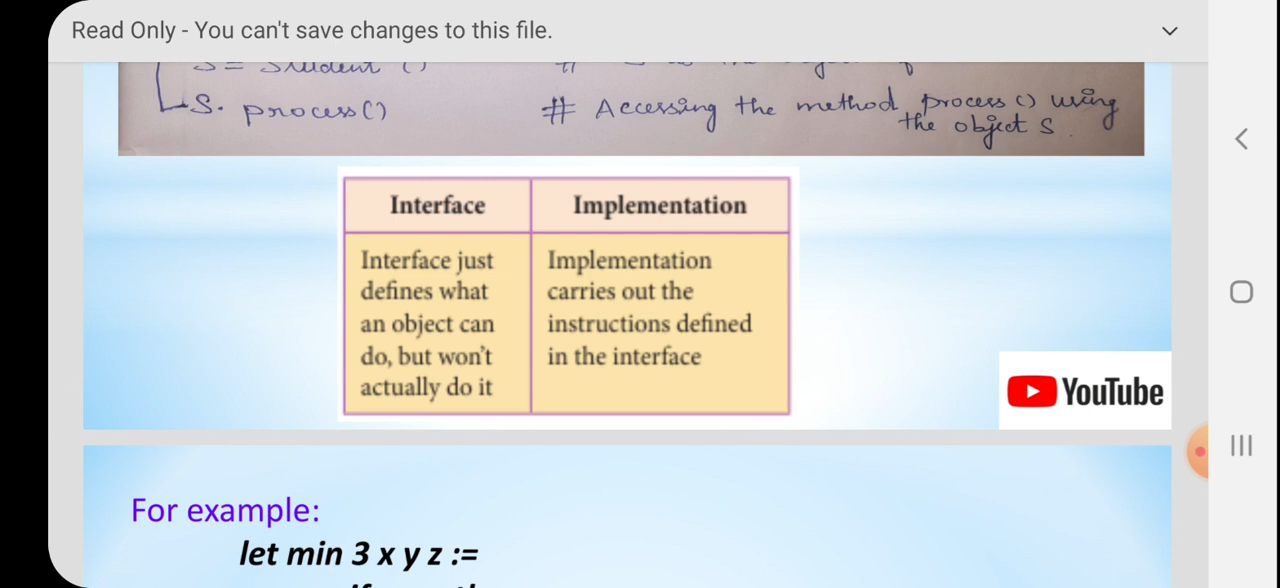 Read Only - You can't save changes to this file.
S = Student ()
S. process() # Accessing the method process () using
the object S.
Interface Implementation
Interface just
defines what
an object can
do, but won't
actually do it
Implementation
carries out the
instructions defined
in the interface
YouTube
For example:
let min 3 x y z :=